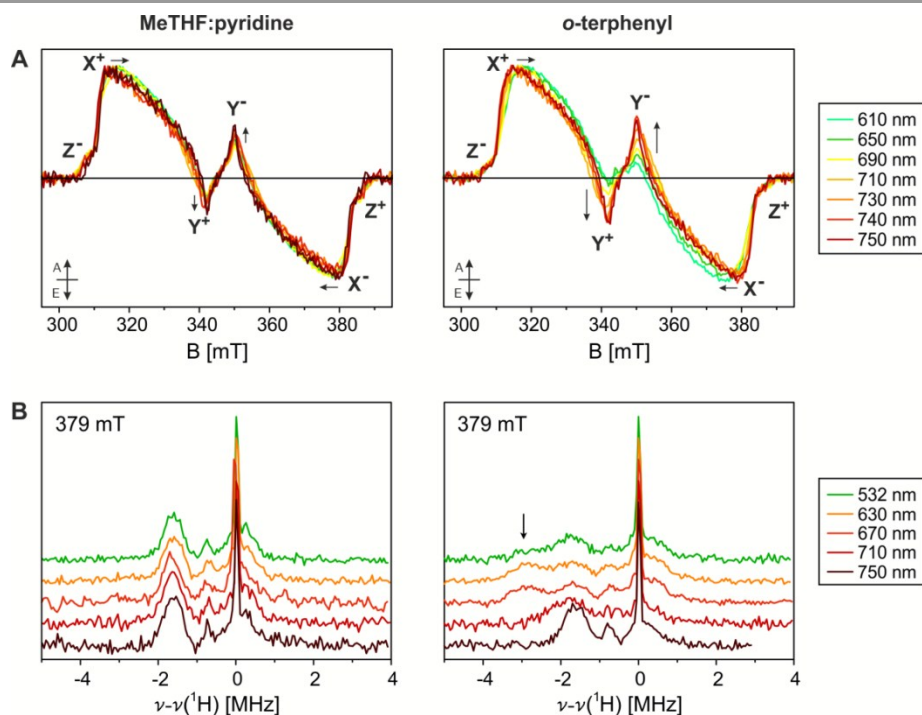 MeTHF:pyridine
o-terphenyl
A
X⁺
Z⁻
Y⁻
Y⁺
Z⁺
X⁻
A
E
300 320 340 360 380
B [mT]
X⁺
Z⁻
Y⁻
Y⁺
Z⁺
X⁻
A
E
300 320 340 360 380
B [mT]
610 nm
650 nm
690 nm
710 nm
730 nm
740 nm
750 nm
B
379 mT
-4 -2 0 2 4
ν-ν(¹H) [MHz]
379 mT
-4 -2 0 2 4
ν-ν(¹H) [MHz]
532 nm
630 nm
670 nm
710 nm
750 nm